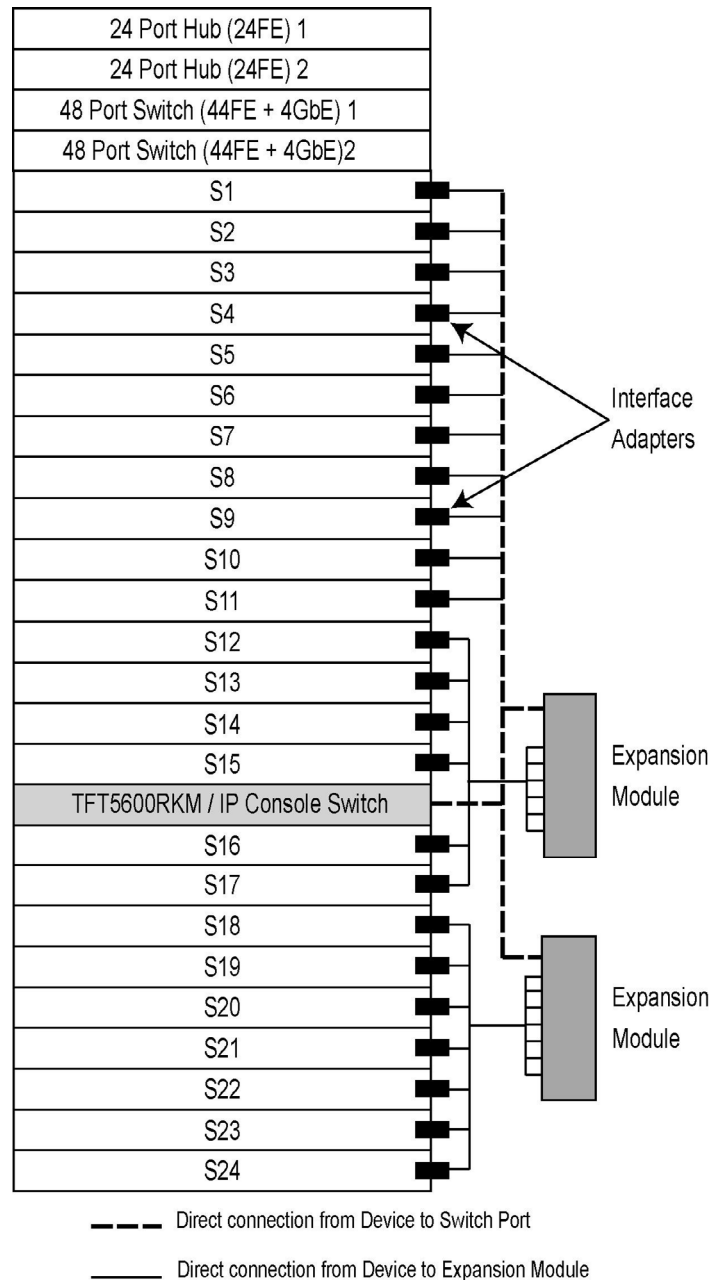 24 Port Hub (24FE) 1
24 Port Hub (24FE) 2
48 Port Switch (44FE + 4GbE) 1
48 Port Switch (44FE + 4GbE)2
S1
S2
S3
S4
S5
S6
S7
S8
S9
S10
S11
S12
S13
S14
S15
TFT5600RKM / IP Console Switch
S16
S17
S18
S19
S20
S21
S22
S23
S24
Interface
Adapters
Expansion
Module
Expansion
Module
Direct connection from Device to Switch Port
Direct connection from Device to Expansion Module